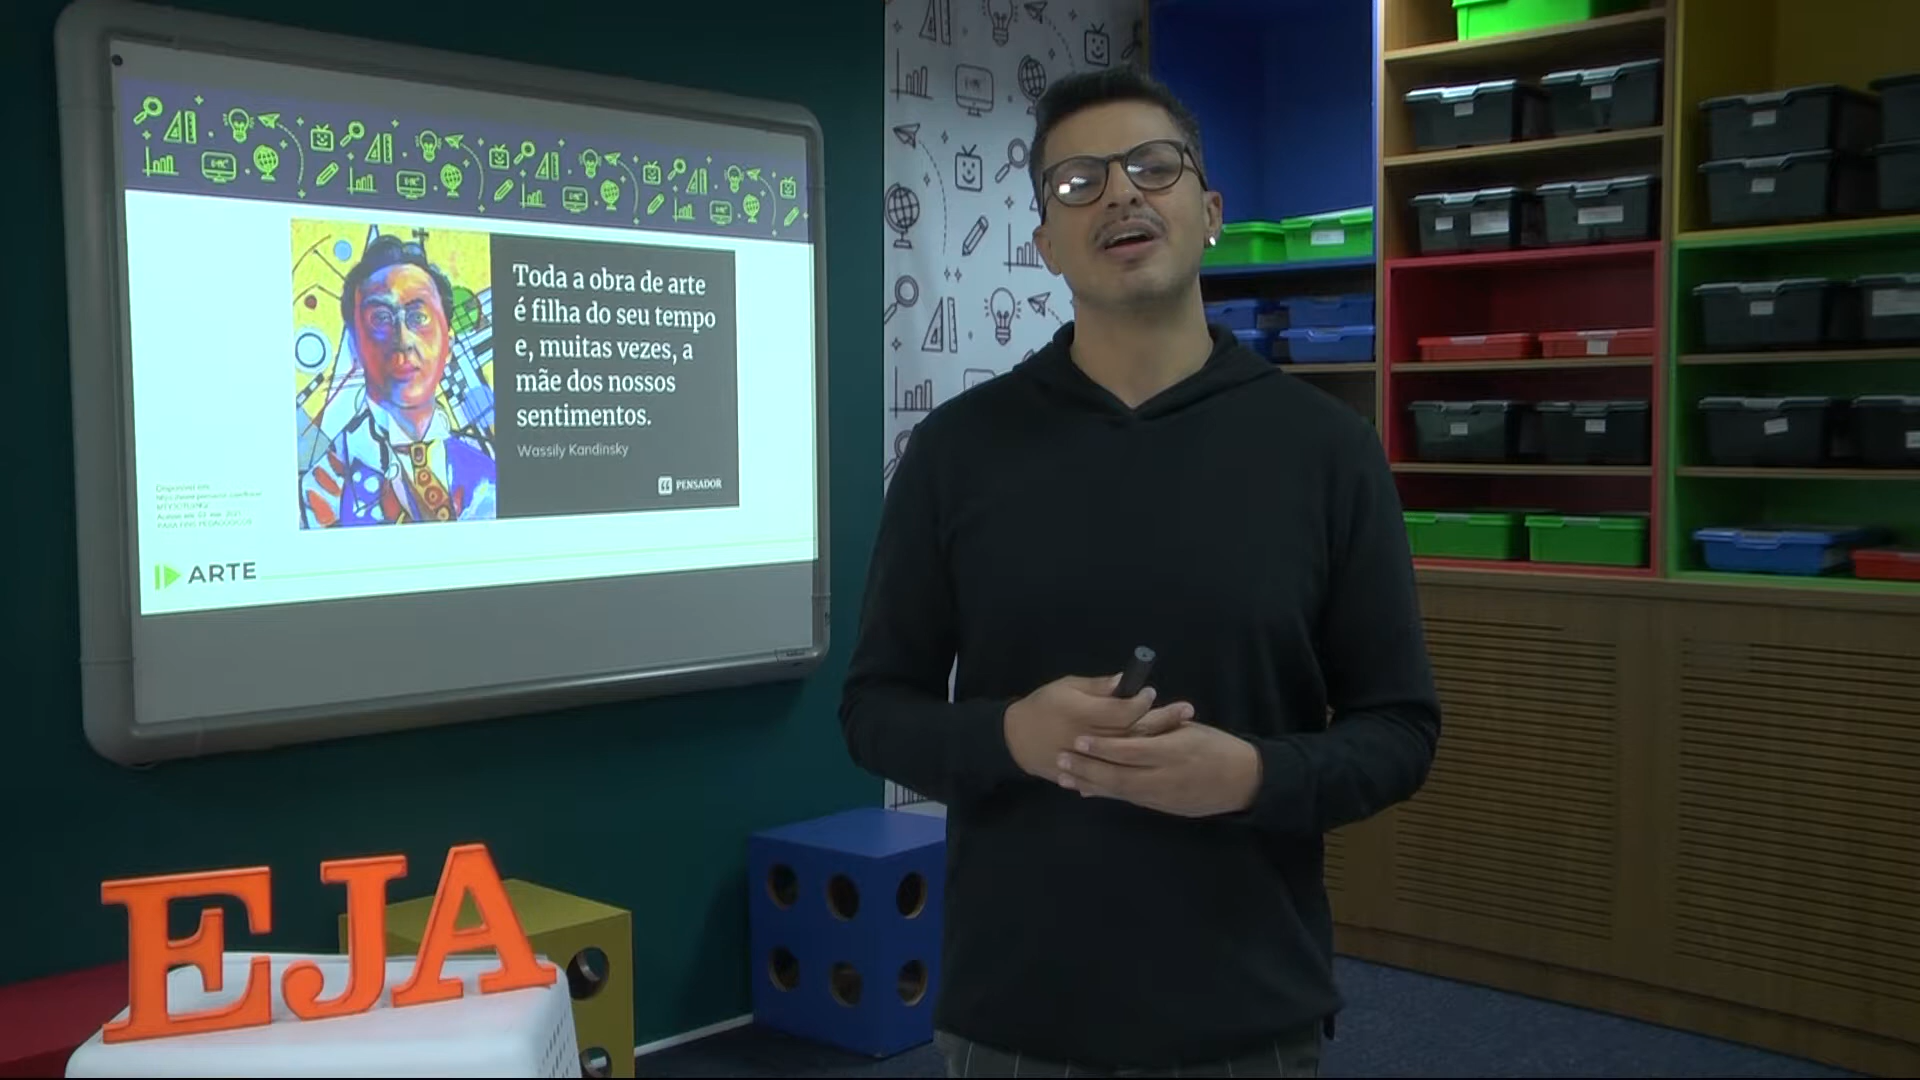 Toda a obra de arte
é filha do seu tempo
e, muitas vezes, a
mãe dos nossos
sentimentos.
Wassily Kandinsky
PENSADOR
ARTE
EJA